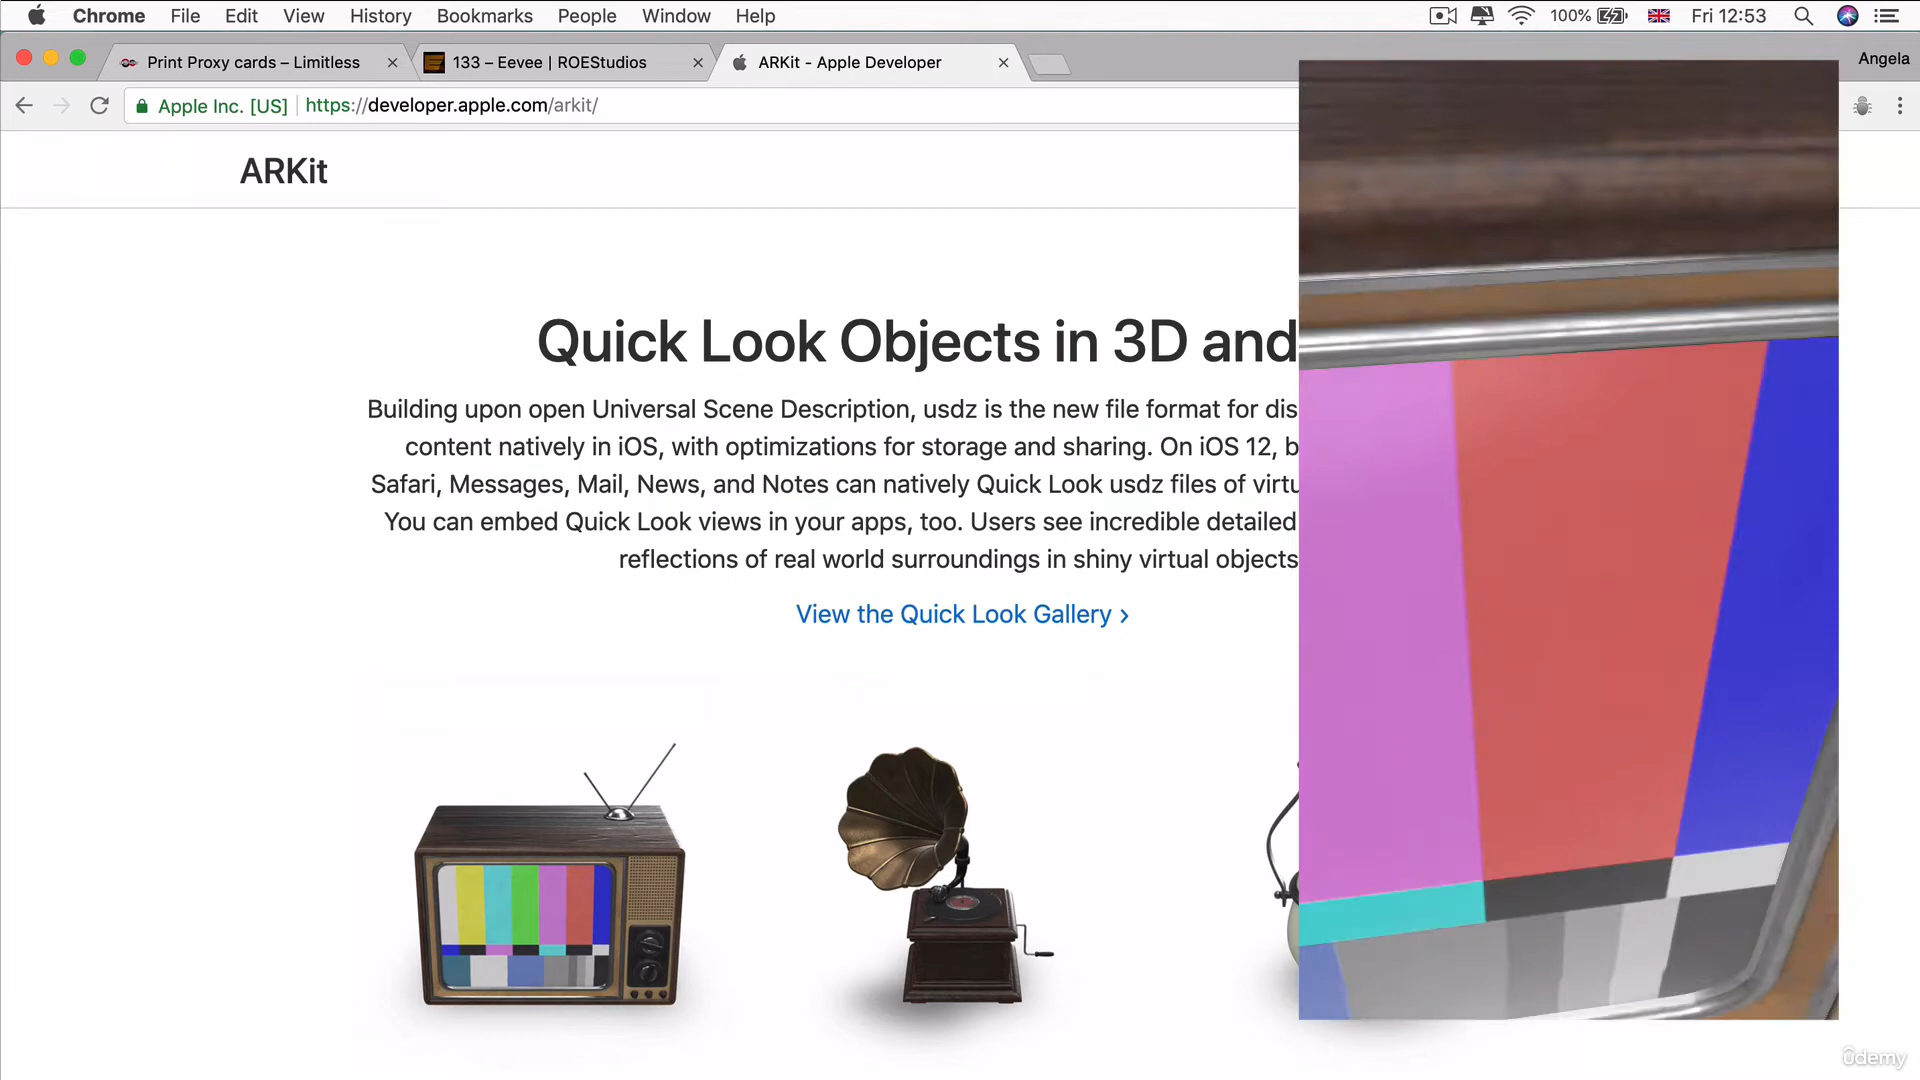 Chrome File Edit View History Bookmarks People Window Help 100% Fri 12:53
Print Proxy cards – Limitless
133 – Eevee | ROEStudios
ARKit - Apple Developer
Angela
Apple Inc. [US] https://developer.apple.com/arkit/
ARKit
Quick Look Objects in 3D and
Building upon open Universal Scene Description, usdz is the new file format for dis
content natively in iOS, with optimizations for storage and sharing. On iOS 12, b
Safari, Messages, Mail, News, and Notes can natively Quick Look usdz files of virtu
You can embed Quick Look views in your apps, too. Users see incredible detailed
reflections of real world surroundings in shiny virtual objects
View the Quick Look Gallery ›
ûdemy